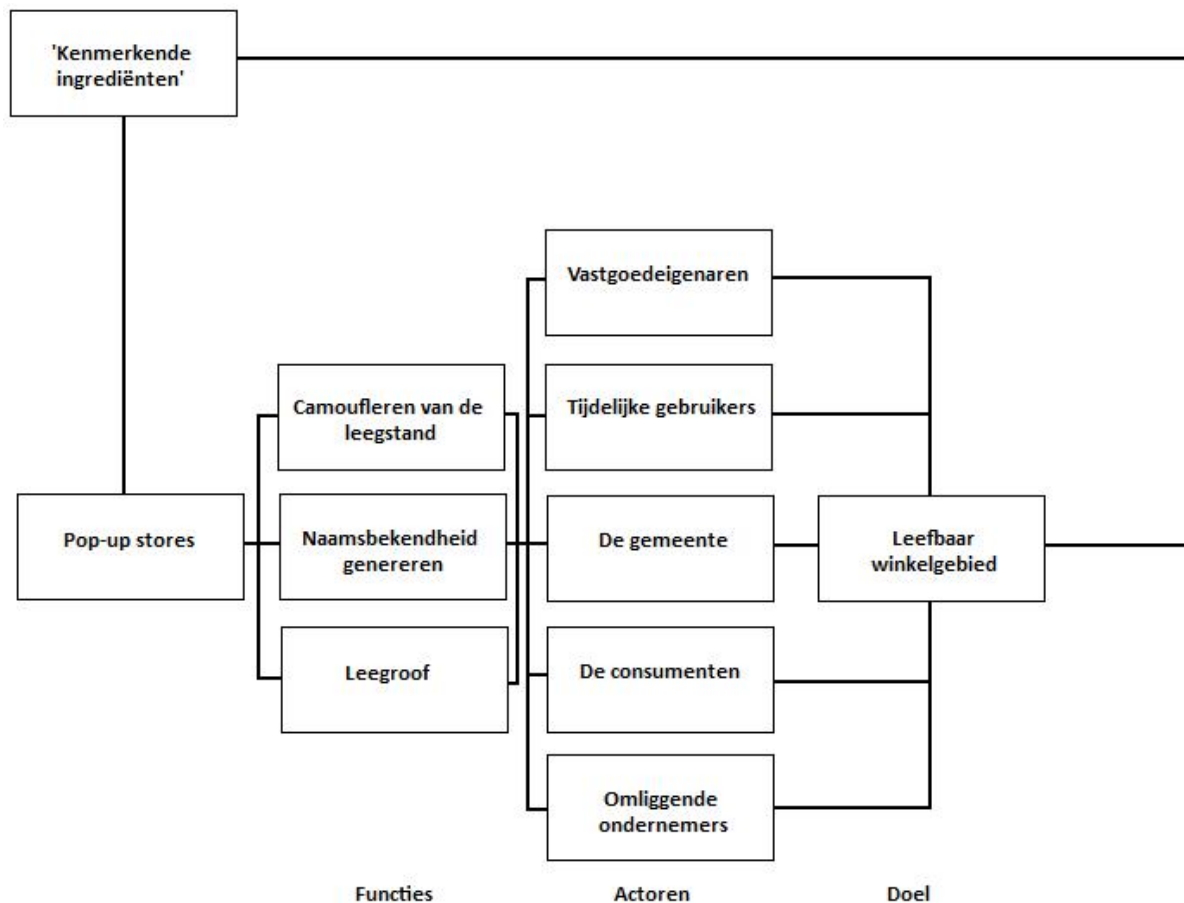 'Kenmerkende
ingrediënten'
Vastgoedeigenaren
Camoufleren van de
leegstand
Tijdelijke gebruikers
Pop-up stores
Naamsbekendheid
genereren
De gemeente
Leefbaar
winkelgebied
Leegroof
De consumenten
Omliggende
ondernemers
Functies
Actoren
Doel